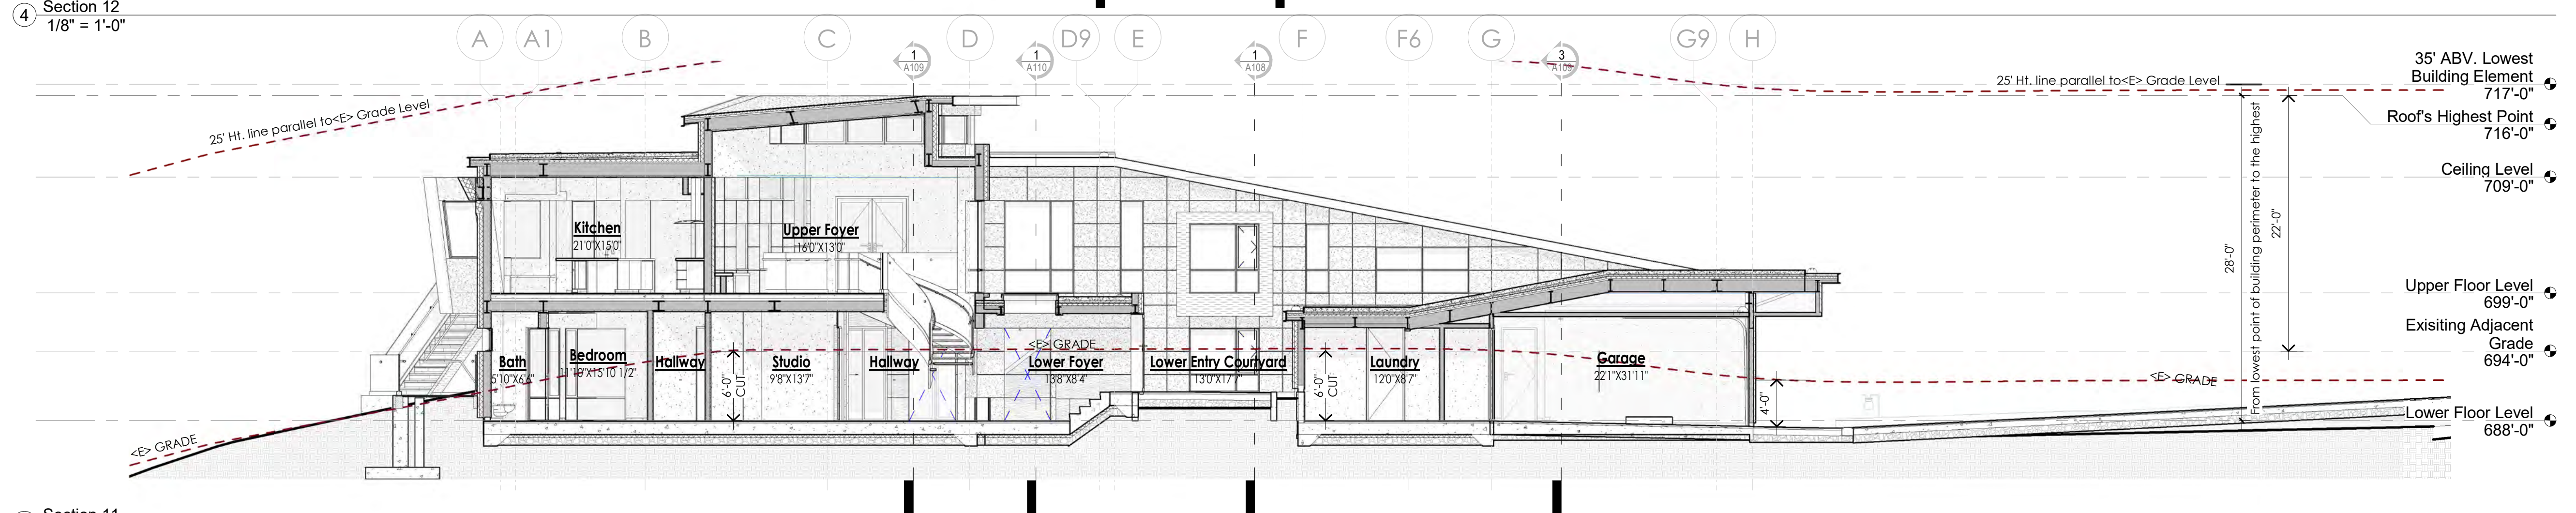 4
Section 12
1/8" = 1'-0"
A
A1
B
C
1
A109
D
1
A110
D9
E
1
A108
F
F6
G
3
A109
G9
H
35' ABV. Lowest
Building Element
717'-0"
25' Ht. line parallel to<E> Grade Level
25' Ht. line parallel to<E> Grade Level
Roof's Highest Point
716'-0"
Ceiling Level
709'-0"
Kitchen
21'0"X15'0"
Upper Foyer
16'0"X13'0"
28'-0"
From lowest point of building perimeter to the highest
22'-0"
Upper Floor Level
699'-0"
Exisiting Adjacent
Grade
694'-0"
<E> GRADE
Bath
5'10"X6'6"
Bedroom
11'10"X15'10 1/2"
Hallway
6'-0"
CUT
Studio
9'8"X13'7"
Hallway
Lower Foyer
13'8"X8'4"
Lower Entry Courtyard
6'-0"
CUT
Laundry
12'0"X8'7"
Garage
22'1"X31'11"
4'-0"
<E> GRADE
Lower Floor Level
688'-0"
<E> GRADE